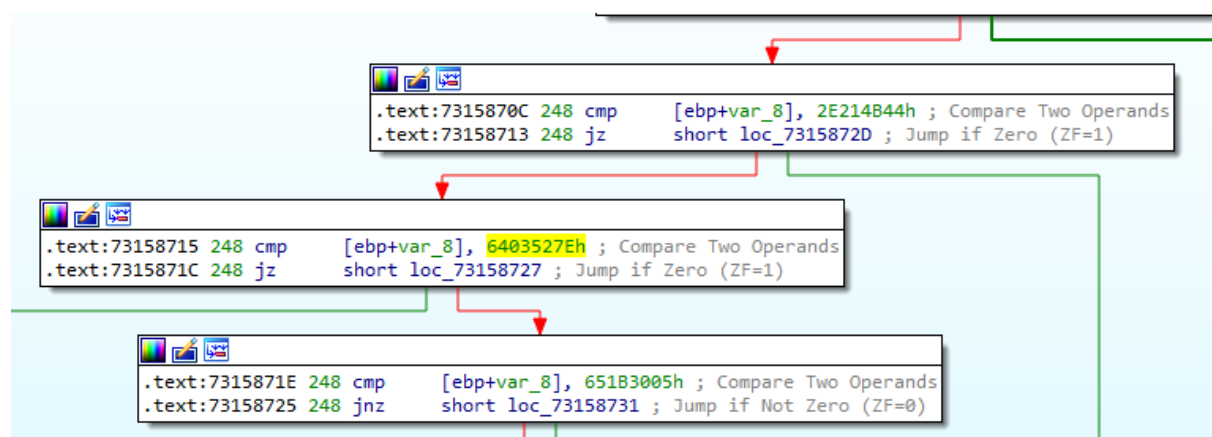 .text:7315870C 248 cmp [ebp+var_8], 2E214B44h ; Compare Two Operands
.text:73158713 248 jz short loc_7315872D ; Jump if Zero (ZF=1)
.text:73158715 248 cmp [ebp+var_8], 6403527Eh ; Compare Two Operands
.text:7315871C 248 jz short loc_73158727 ; Jump if Zero (ZF=1)
.text:7315871E 248 cmp [ebp+var_8], 651B3005h ; Compare Two Operands
.text:73158725 248 jnz short loc_73158731 ; Jump if Not Zero (ZF=0)